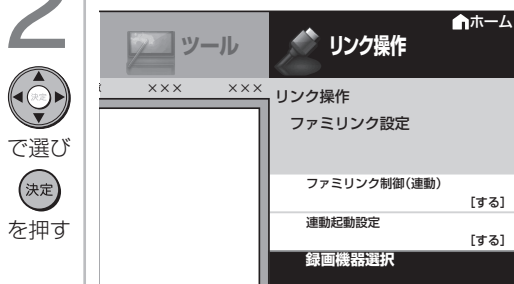 2
決定
で選び
決定
を押す
ホーム
ツール
リンク操作
××× ×××
リンク操作
ファミリンク設定
ファミリンク制御(連動)
[する]
連動起動設定
[する]
録画機器選択